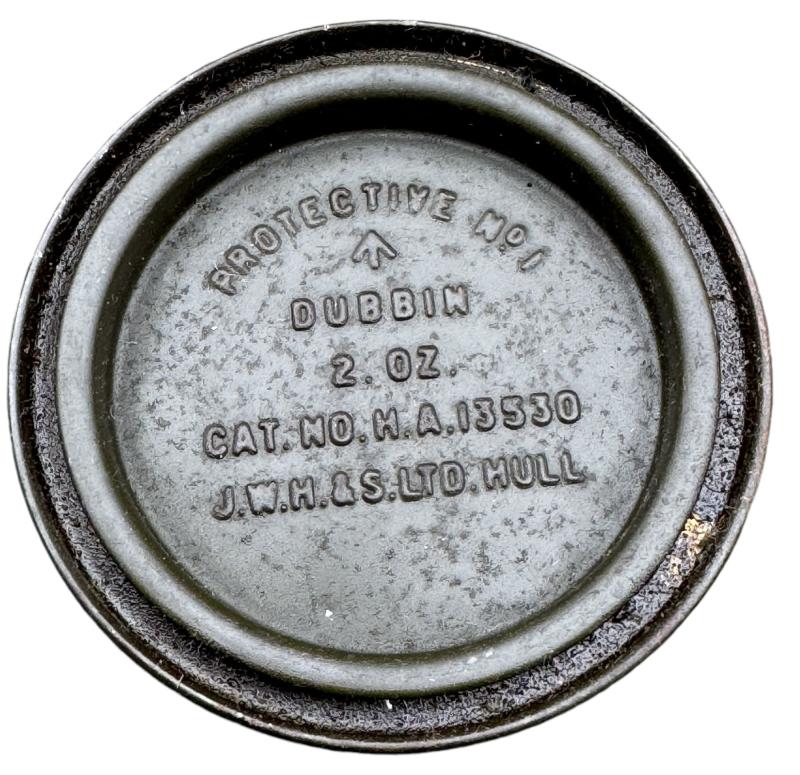 PROTECTIVE Nº1
DUBBIN
2. OZ.
CAT. NO. H.A.13530
J.W.H.&S.LTD.HULL